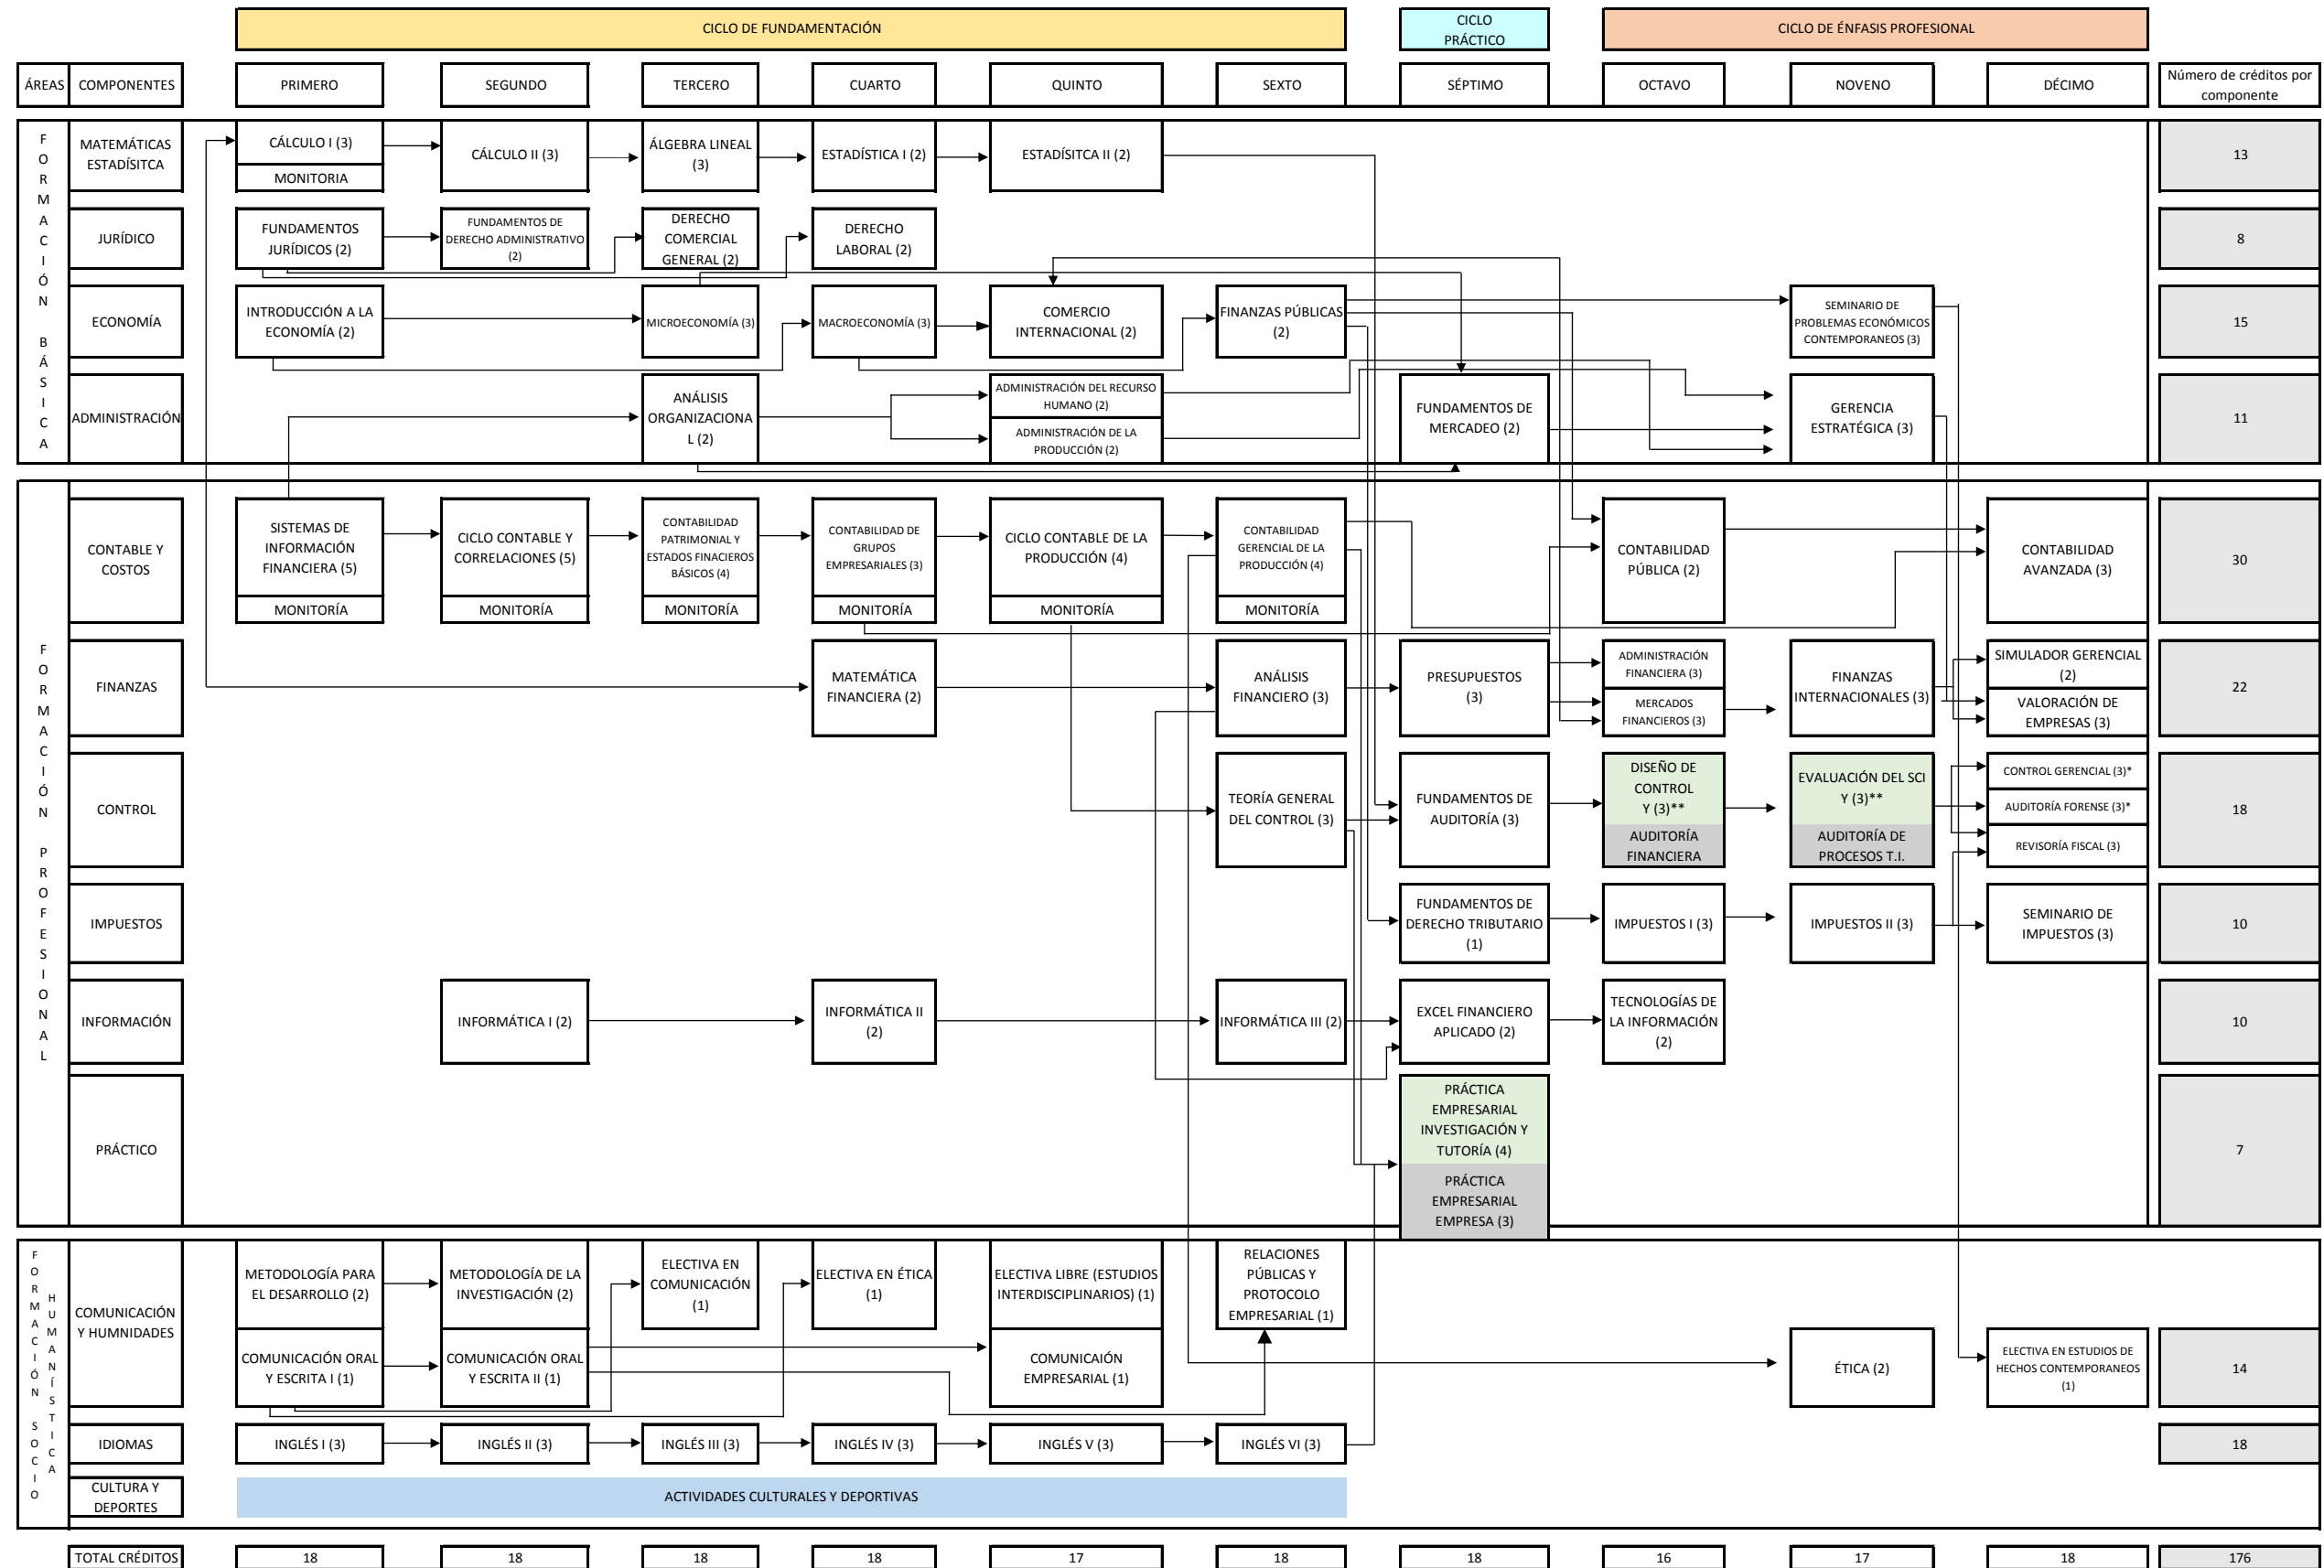 CICLO DE FUNDAMENTACIÓN
CICLO
PRÁCTICO
CICLO DE ÉNFASIS PROFESIONAL
ÁREAS
COMPONENTES
PRIMERO
SEGUNDO
TERCERO
CUARTO
QUINTO
SEXTO
SÉPTIMO
OCTAVO
NOVENO
DÉCIMO
Número de créditos por
componente
FORMACIÓN BÁSICA
MATEMÁTICAS
ESTADÍSITCA
CÁLCULO I (3)
MONITORIA
CÁLCULO II (3)
ÁLGEBRA LINEAL
(3)
ESTADÍSTICA I (2)
ESTADÍSITCA II (2)
13
JURÍDICO
FUNDAMENTOS
JURÍDICOS (2)
FUNDAMENTOS DE
DERECHO ADMINISTRATIVO
(2)
DERECHO
COMERCIAL
GENERAL (2)
DERECHO
LABORAL (2)
8
ECONOMÍA
INTRODUCCIÓN A LA
ECONOMÍA (2)
MICROECONOMÍA (3)
MACROECONOMÍA (3)
COMERCIO
INTERNACIONAL (2)
FINANZAS PÚBLICAS
(2)
SEMINARIO DE
PROBLEMAS ECONÓMICOS
CONTEMPORANEOS (3)
15
ADMINISTRACIÓN
ANÁLISIS
ORGANIZACIONA
L (2)
ADMINISTRACIÓN DEL RECURSO
HUMANO (2)
ADMINISTRACIÓN DE LA
PRODUCCIÓN (2)
FUNDAMENTOS DE
MERCADEO (2)
GERENCIA
ESTRATÉGICA (3)
11
FORMACIÓN PROFESIONAL
CONTABLE Y
COSTOS
SISTEMAS DE
INFORMACIÓN
FINANCIERA (5)
MONITORÍA
CICLO CONTABLE Y
CORRELACIONES (5)
MONITORÍA
CONTABILIDAD
PATRIMONIAL Y
ESTADOS FINACIEROS
BÁSICOS (4)
MONITORÍA
CONTABILIDAD DE
GRUPOS
EMPRESARIALES (3)
MONITORÍA
CICLO CONTABLE DE LA
PRODUCCIÓN (4)
MONITORÍA
CONTABILIDAD
GERENCIAL DE LA
PRODUCCIÓN (4)
MONITORÍA
CONTABILIDAD
PÚBLICA (2)
CONTABILIDAD
AVANZADA (3)
30
FINANZAS
MATEMÁTICA
FINANCIERA (2)
ANÁLISIS
FINANCIERO (3)
PRESUPUESTOS
(3)
ADMINISTRACIÓN
FINANCIERA (3)
MERCADOS
FINANCIEROS (3)
FINANZAS
INTERNACIONALES (3)
SIMULADOR GERENCIAL
(2)
VALORACIÓN DE
EMPRESAS (3)
22
CONTROL
TEORÍA GENERAL
DEL CONTROL (3)
FUNDAMENTOS DE
AUDITORÍA (3)
DISEÑO DE
CONTROL
Y (3)**
AUDITORÍA
FINANCIERA
EVALUACIÓN DEL SCI
Y (3)**
AUDITORÍA DE
PROCESOS T.I.
CONTROL GERENCIAL (3)*
AUDITORÍA FORENSE (3)*
REVISORÍA FISCAL (3)
18
IMPUESTOS
FUNDAMENTOS DE
DERECHO TRIBUTARIO
(1)
IMPUESTOS I (3)
IMPUESTOS II (3)
SEMINARIO DE
IMPUESTOS (3)
10
INFORMACIÓN
INFORMÁTICA I (2)
INFORMÁTICA II
(2)
INFORMÁTICA III (2)
EXCEL FINANCIERO
APLICADO (2)
TECNOLOGÍAS DE
LA INFORMACIÓN
(2)
10
PRÁCTICO
PRÁCTICA
EMPRESARIAL
INVESTIGACIÓN Y
TUTORÍA (4)
PRÁCTICA
EMPRESARIAL
EMPRESA (3)
7
FORMACIÓN SOCIO
HUMANÍSTICA
COMUNICACIÓN
Y HUMNIDADES
METODOLOGÍA PARA
EL DESARROLLO (2)
COMUNICACIÓN ORAL
Y ESCRITA I (1)
METODOLOGÍA DE LA
INVESTIGACIÓN (2)
COMUNICACIÓN ORAL
Y ESCRITA II (1)
ELECTIVA EN
COMUNICACIÓN
(1)
ELECTIVA EN ÉTICA
(1)
ELECTIVA LIBRE (ESTUDIOS
INTERDISCIPLINARIOS) (1)
COMUNICAIÓN
EMPRESARIAL (1)
RELACIONES
PÚBLICAS Y
PROTOCOLO
EMPRESARIAL (1)
ÉTICA (2)
ELECTIVA EN ESTUDIOS DE
HECHOS CONTEMPORANEOS
(1)
14
IDIOMAS
INGLÉS I (3)
INGLÉS II (3)
INGLÉS III (3)
INGLÉS IV (3)
INGLÉS V (3)
INGLÉS VI (3)
18
CULTURA Y
DEPORTES
ACTIVIDADES CULTURALES Y DEPORTIVAS
TOTAL CRÉDITOS
18
18
18
18
17
18
18
16
17
18
176